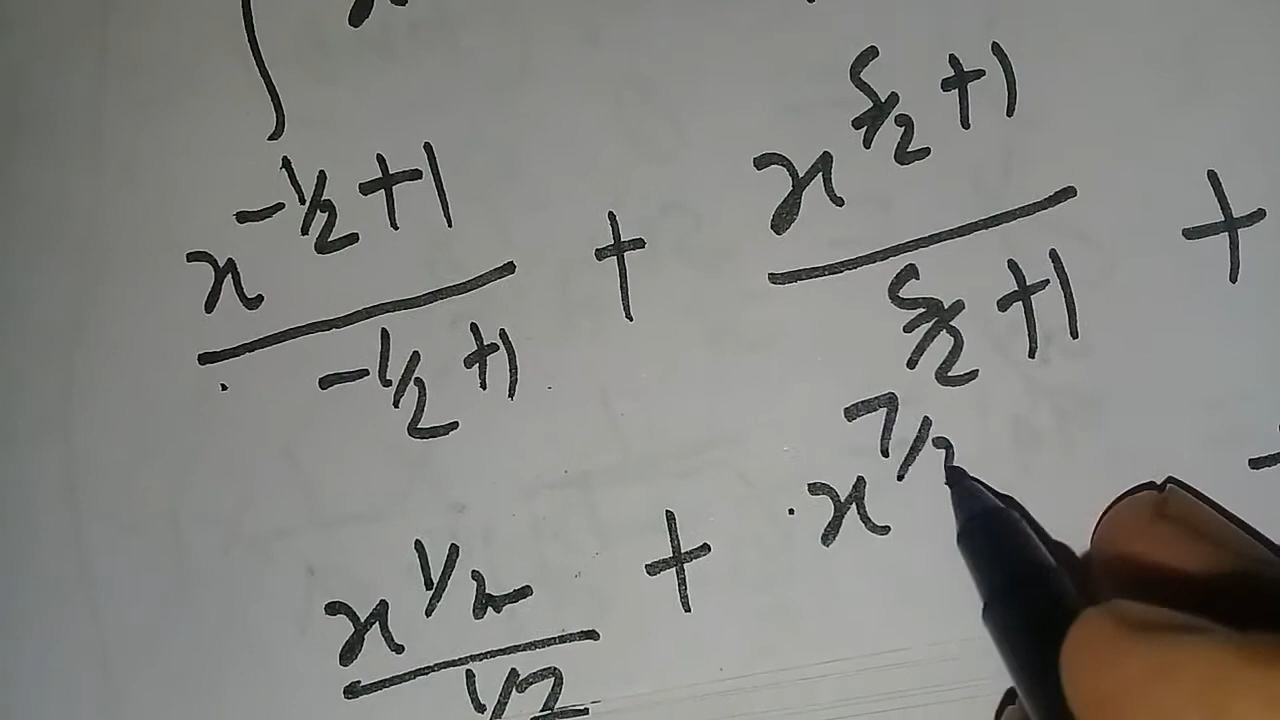 ∫ x
x^(-1/2 +1) / (-1/2 +1) + x^(5/2 +1) / (5/2 +1) +
x^(1/2) / (1/2) + x^(7/2)